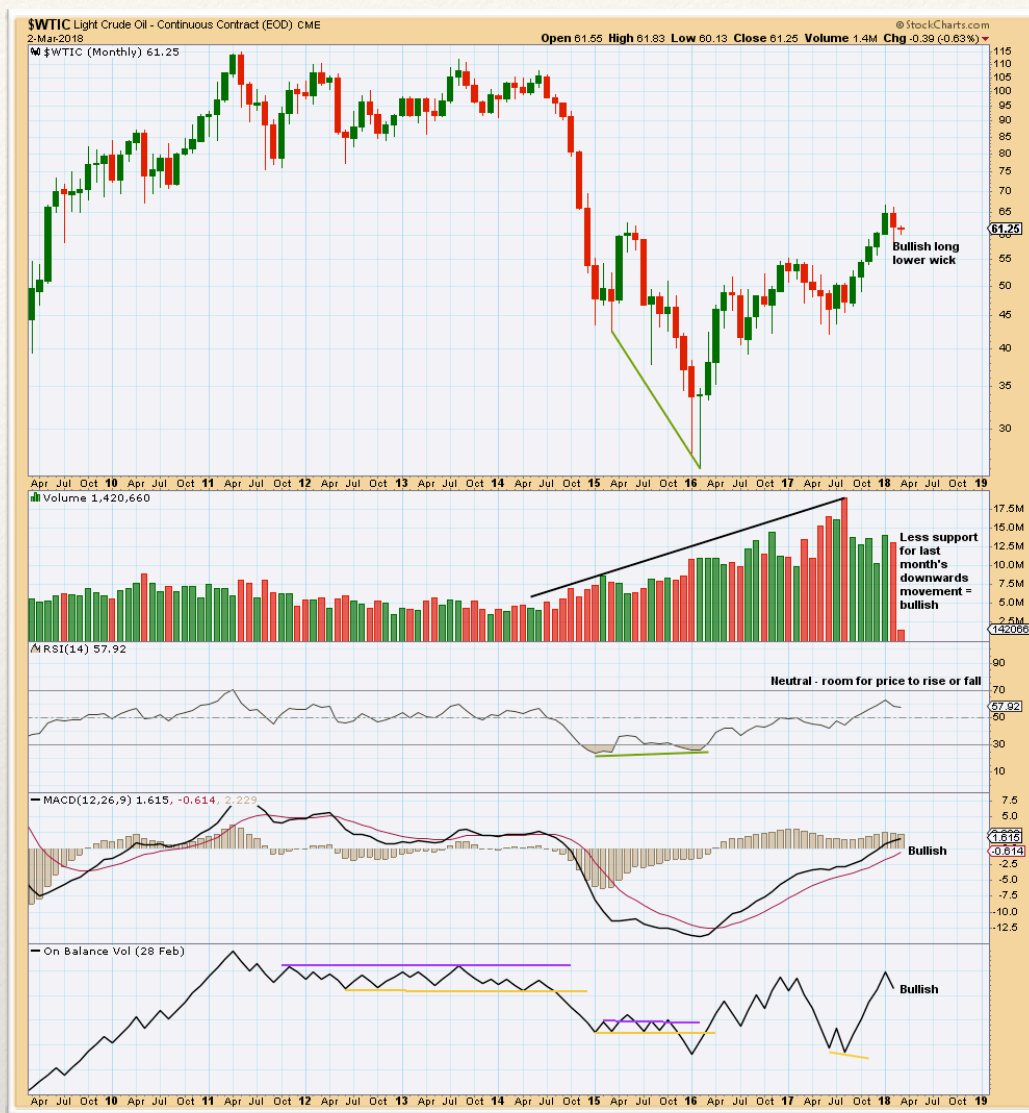 $WTIC Light Crude Oil - Continuous Contract (EOD) CME
© StockCharts.com
2-Mar-2018
Open 61.55 High 61.83 Low 60.13 Close 61.25 Volume 1.4M Chg -0.39 (-0.63%)
$WTIC (Monthly) 61.25
115
110
105
100
95
90
85
80
75
70
65
61.25
55
50
45
40
35
30
Bullish long
lower wick
Apr Jul Oct 10 Apr Jul Oct 11 Apr Jul Oct 12 Apr Jul Oct 13 Apr Jul Oct 14 Apr Jul Oct 15 Apr Jul Oct 16 Apr Jul Oct 17 Apr Jul Oct 18 Apr Jul Oct 19
Volume 1,420,660
17.5M
15.0M
12.5M
10.0M
7.5M
5.0M
2.5M
142066
Less support
for last
month's
downwards
movement =
bullish
RSI(14) 57.92
Neutral - room for price to rise or fall
90
70
57.92
50
30
10
MACD(12,26,9) 1.615, -0.614, 2.229
7.5
5.0
1.615
-0.614
-2.5
-5.0
-7.5
-10.0
-12.5
Bullish
On Balance Vol (28 Feb)
Bullish
Apr Jul Oct 10 Apr Jul Oct 11 Apr Jul Oct 12 Apr Jul Oct 13 Apr Jul Oct 14 Apr Jul Oct 15 Apr Jul Oct 16 Apr Jul Oct 17 Apr Jul Oct 18 Apr Jul Oct 19